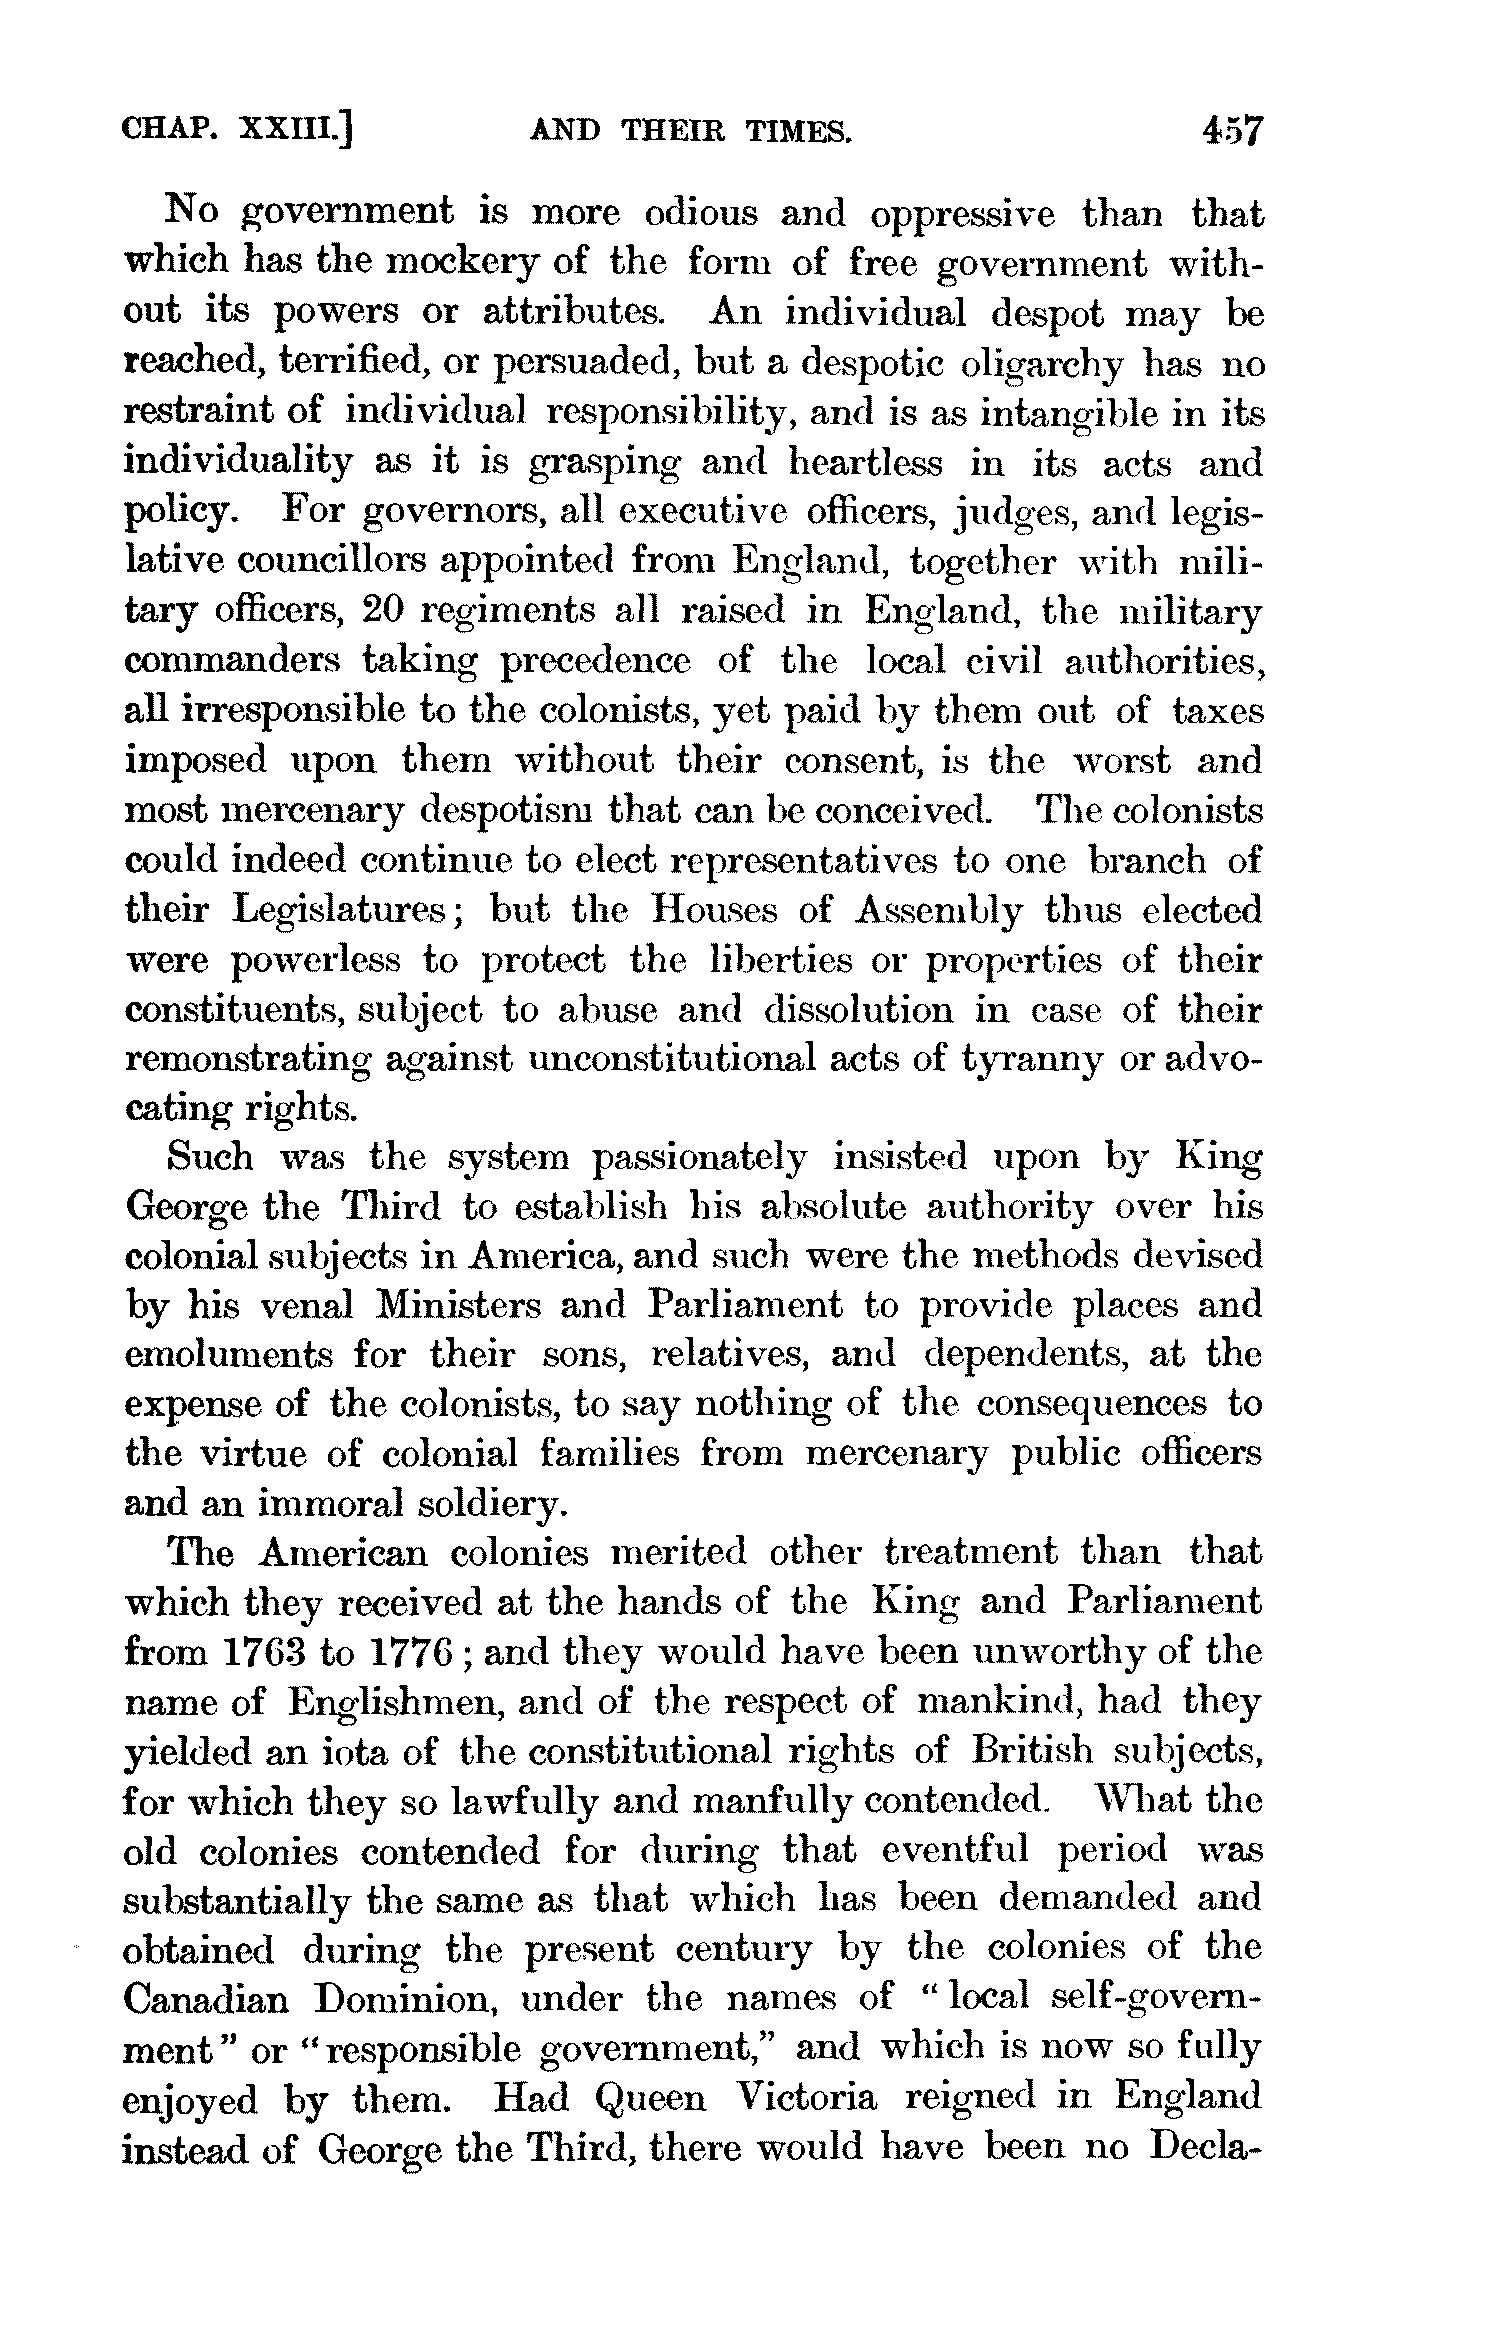 CHAP. XXIII.] AND THEIR TIMES. 457
No government is more odious and oppressive than that
which has the mockery of the form of free government with-
out its powers or attributes. An individual despot may be
reached, terrified, or persuaded, but a despotic oligarchy has no
restraint of individual responsibility, and is as intangible in its
individuality as it is grasping and heartless in its acts and
policy. For governors, all executive officers, judges, and legis-
lative councillors appointed from England, together with mili-
tary officers, 20 regiments all raised in England, the military
commanders taking precedence of the local civil authorities,
all irresponsible to the colonists, yet paid by them out of taxes
imposed upon them without their consent, is the worst and
most mercenary despotism that can be conceived. The colonists
could indeed continue to elect representatives to one branch of
their Legislatures; but the Houses of Assembly thus elected
were powerless to protect the liberties or properties of their
constituents, subject to abuse and dissolution in case of their
remonstrating against unconstitutional acts of tyranny or advo-
cating rights.
Such was the system passionately insisted upon by King
George the Third to establish his absolute authority over his
colonial subjects in America, and such were the methods devised
by his venal Ministers and Parliament to provide places and
emoluments for their sons, relatives, and dependents, at the
expense of the colonists, to say nothing of the consequences to
the virtue of colonial families from mercenary public officers
and an immoral soldiery.
The American colonies merited other treatment than that
which they received at the hands of the King and Parliament
from 1763 to 1776; and they would have been unworthy of the
name of Englishmen, and of the respect of mankind, had they
yielded an iota of the constitutional rights of British subjects,
for which they so lawfully and manfully contended. What the
old colonies contended for during that eventful period was
substantially the same as that which has been demanded and
obtained during the present century by the colonies of the
Canadian Dominion, under the names of "local self-govern-
ment" or "responsible government," and which is now so fully
enjoyed by them. Had Queen Victoria reigned in England
instead of George the Third, there would have been no Decla-